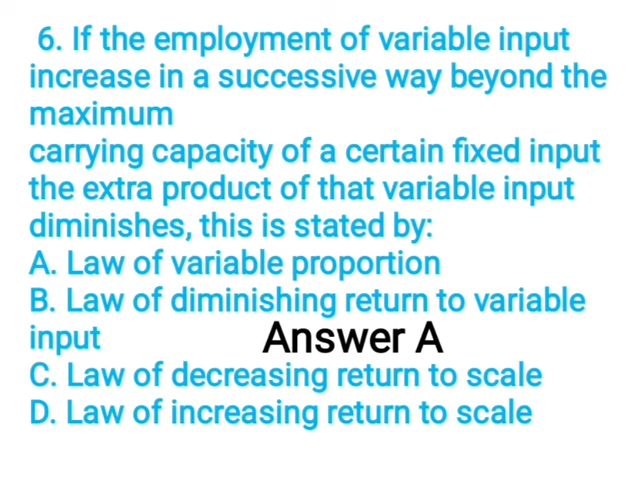 6. If the employment of variable input
increase in a successive way beyond the
maximum
carrying capacity of a certain fixed input
the extra product of that variable input
diminishes, this is stated by:
A. Law of variable proportion
B. Law of diminishing return to variable
input
Answer A
C. Law of decreasing return to scale
D. Law of increasing return to scale